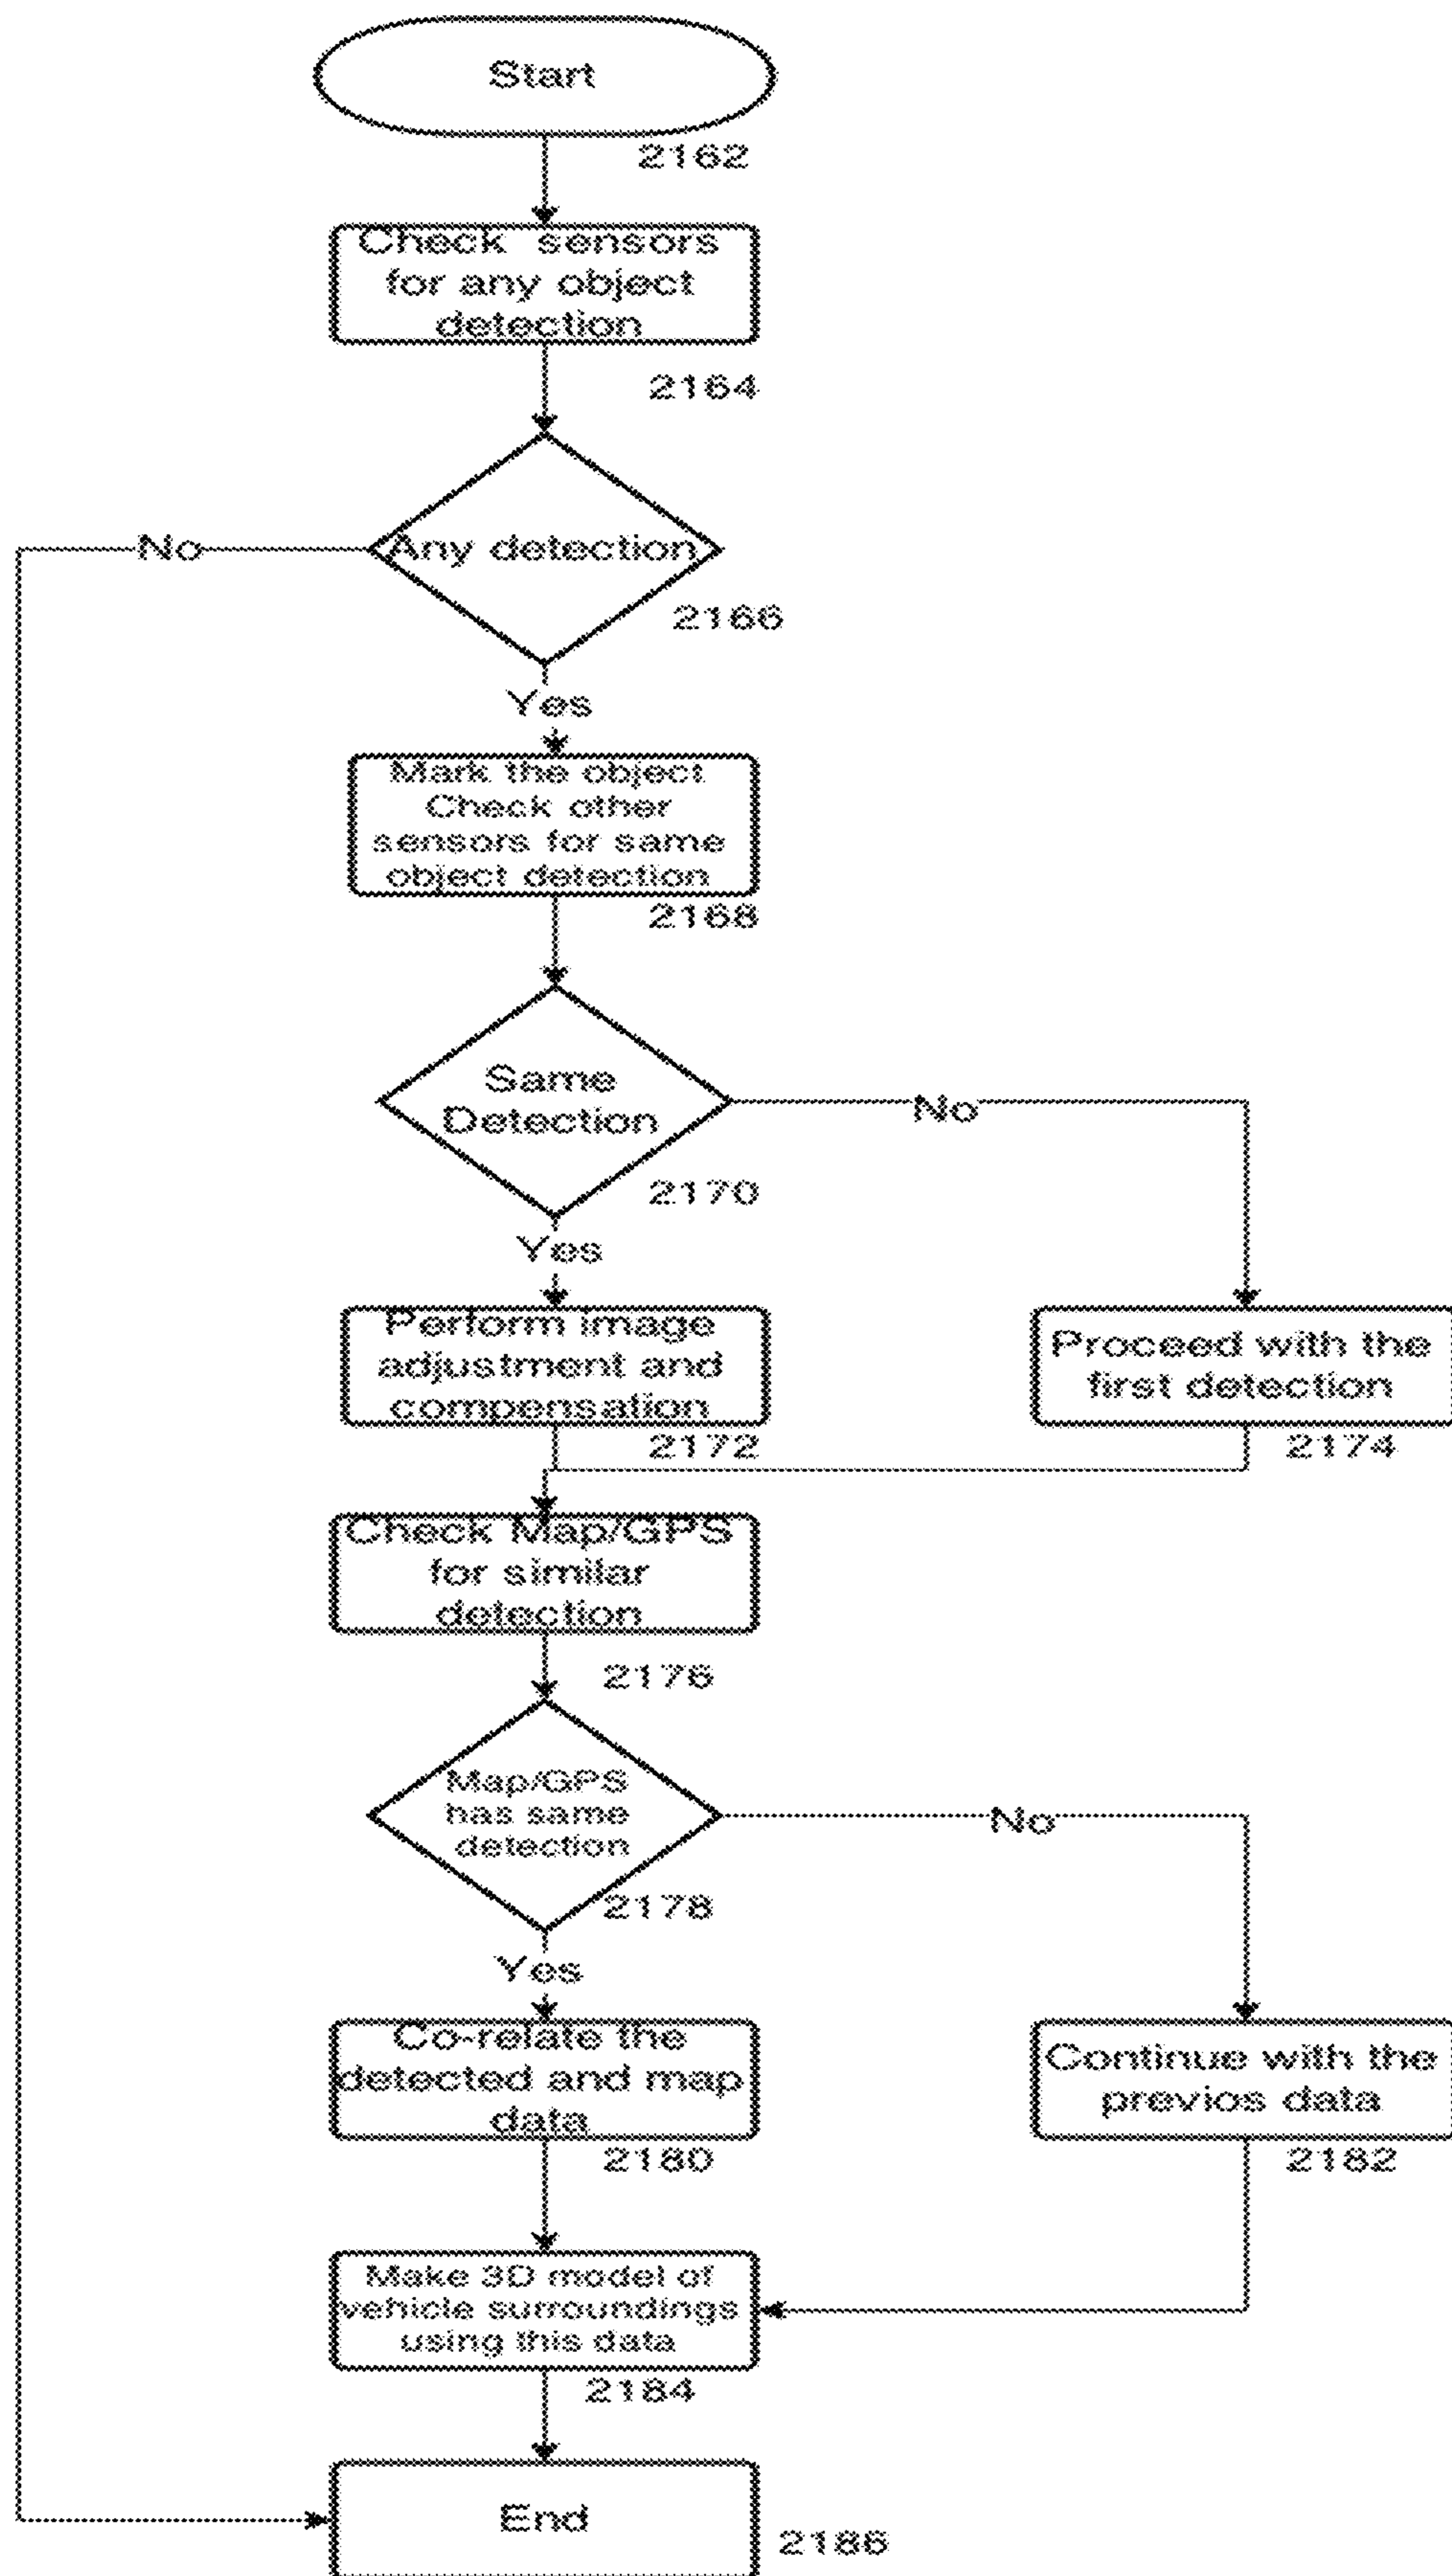 Start
2162
Check sensors
for any object
detection
2164
Any detection
No
2166
Yes
Mark the object
Check other
sensors for same
object detection
2168
Same
Detection
No
2170
Yes
Perform image
adjustment and
compensation
2172
Proceed with the
first detection
2174
Check Map/GPS
for similar
detection
2176
Map/GPS
has same
detection
No
2178
Yes
Co-relate the
detected and map
data
2180
Continue with the
previos data
2182
Make 3D model of
vehicle surroundings
using this data
2184
End
2186